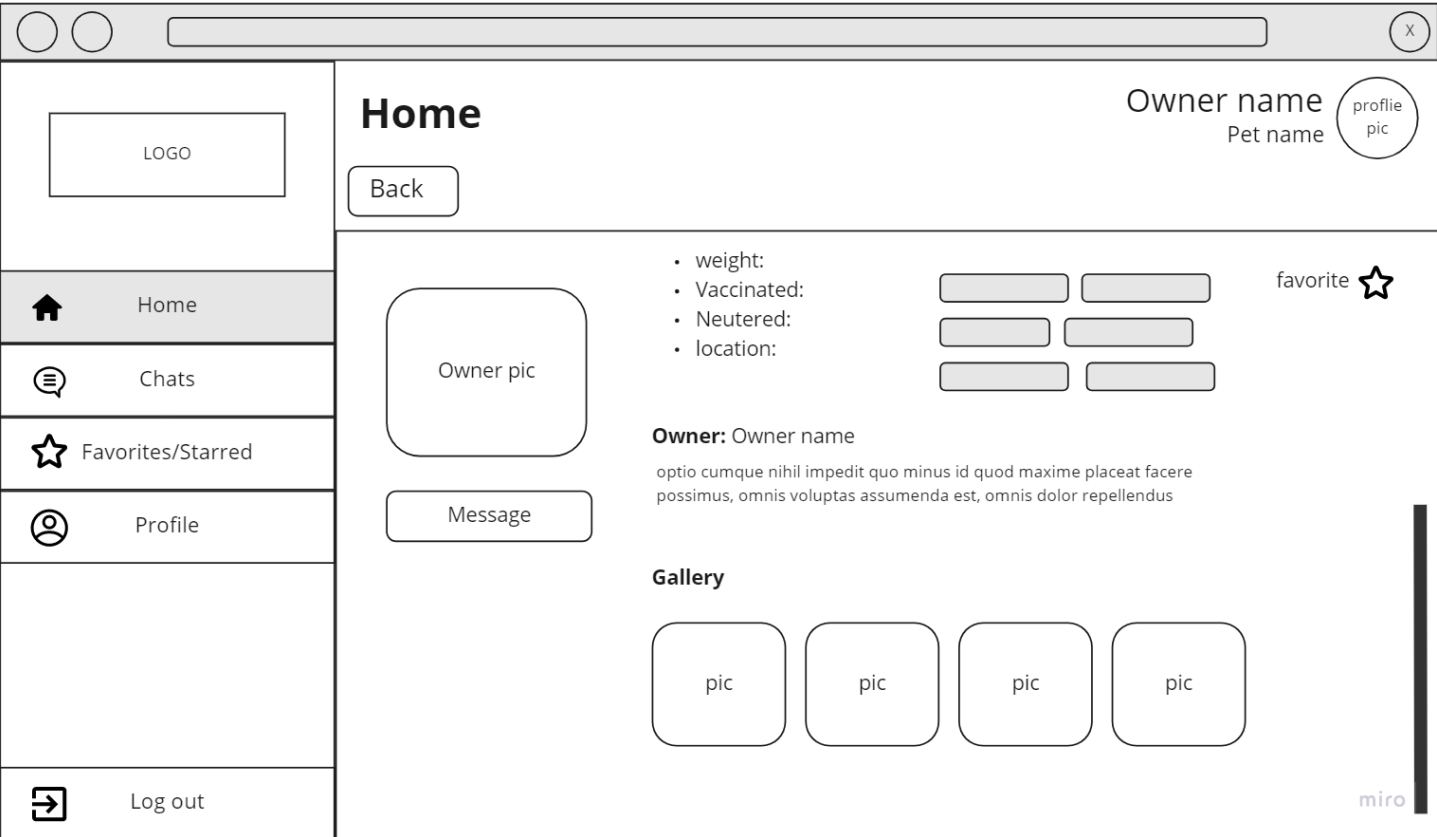 X
LOGO
Home
Owner name
Pet name
proflie
pic
Back
Home
Chats
Favorites/Starred
Profile
Log out
• weight:
• Vaccinated:
• Neutered:
• location:
favorite
Owner pic
Message
Owner: Owner name
optio cumque nihil impedit quo minus id quod maxime placeat facere
possimus, omnis voluptas assumenda est, omnis dolor repellendus
Gallery
pic
pic
pic
pic
miro